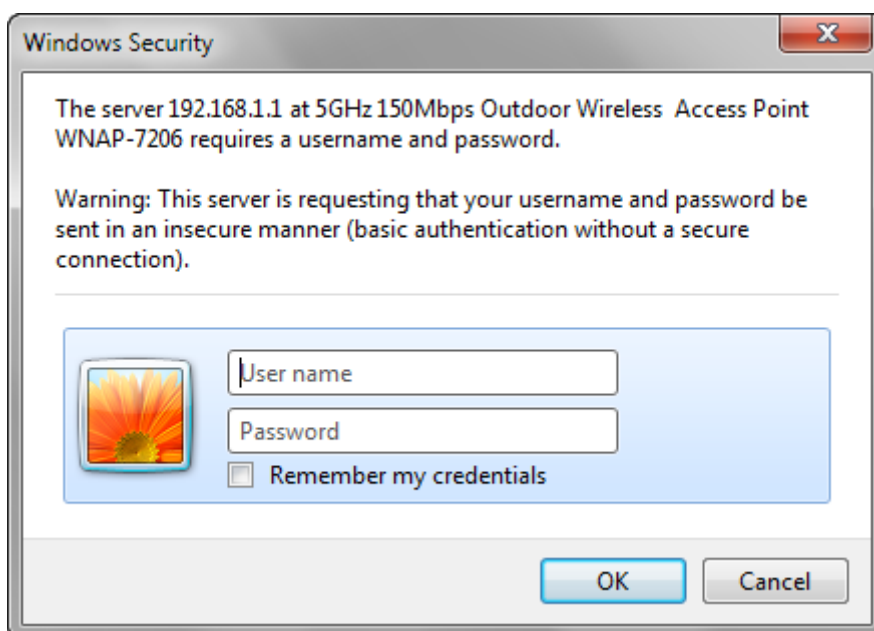 Windows Security
The server 192.168.1.1 at 5GHz 150Mbps Outdoor Wireless  Access Point
WNAP-7206 requires a username and password.
Warning: This server is requesting that your username and password be
sent in an insecure manner (basic authentication without a secure
connection).
User name
Password
Remember my credentials
OK Cancel